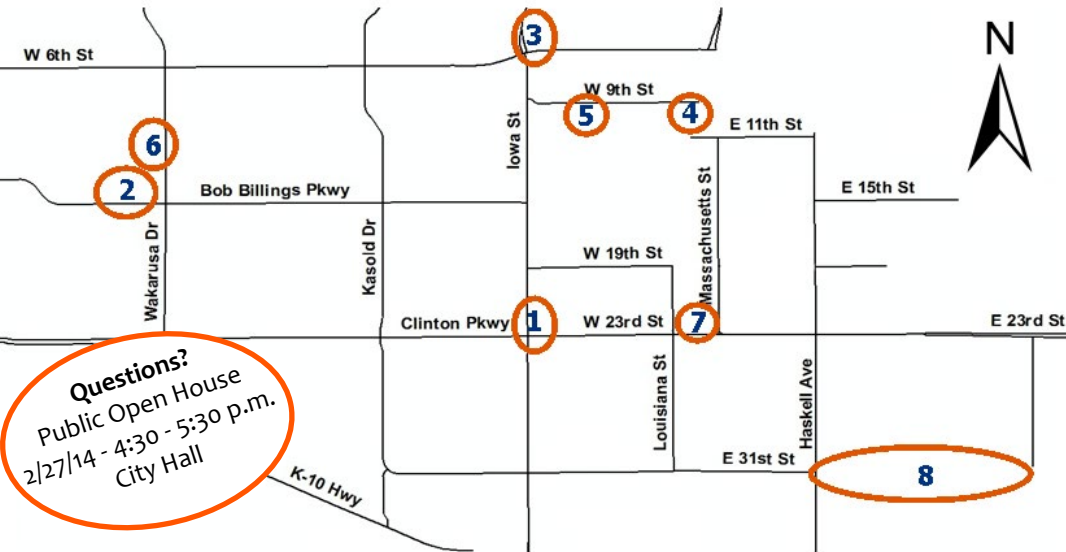 N
3
W 6th St
W 9th St
5
4
E 11th St
Iowa St
6
2
Bob Billings Pkwy
E 15th St
Massachusetts St
Wakarusa Dr
Kasold Dr
W 19th St
Clinton Pkwy
1
W 23rd St
7
E 23rd St
Questions?
Public Open House
2/27/14 - 4:30 - 5:30 p.m.
City Hall
Louisiana St
Haskell Ave
E 31st St
8
K-10 Hwy